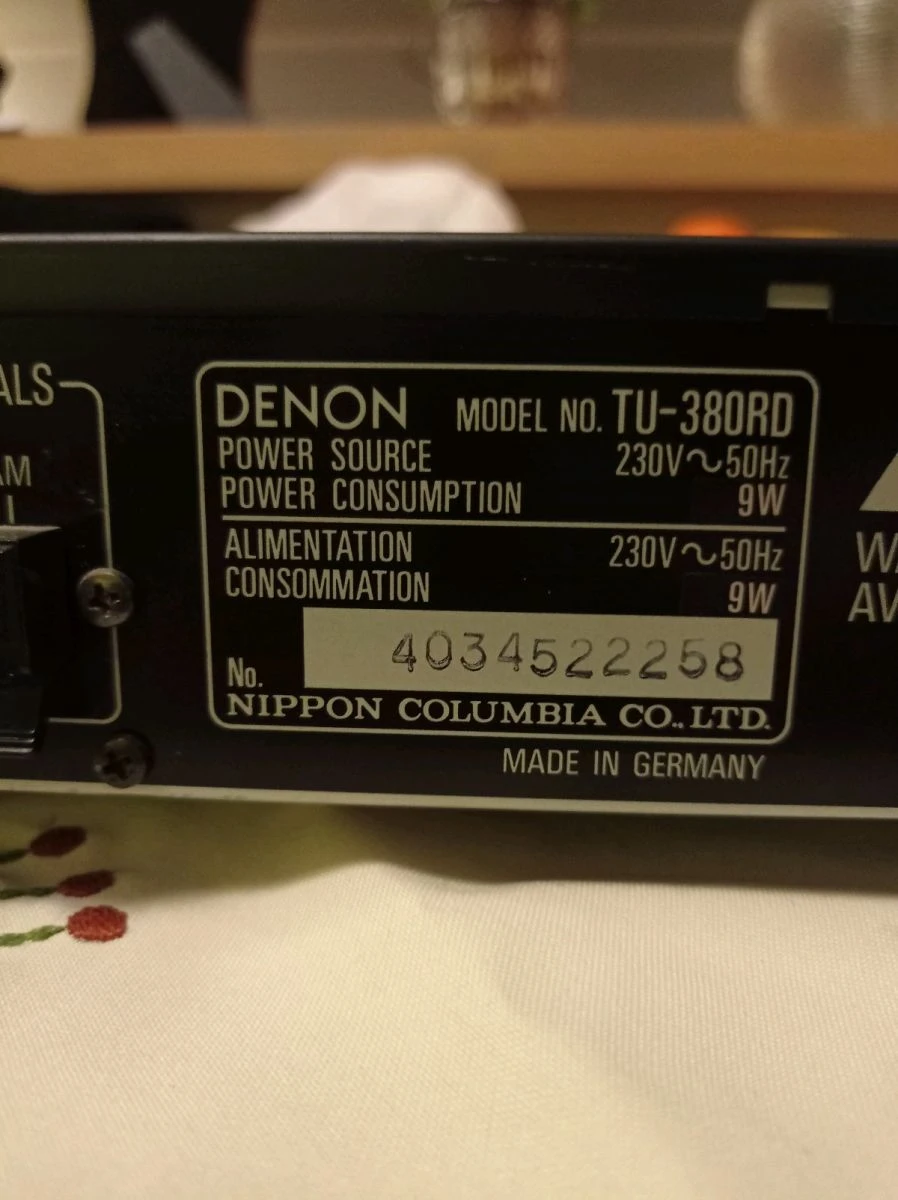 ALS
AM
DENON MODEL NO. TU-380RD
POWER SOURCE 230V～50Hz
POWER CONSUMPTION 9W
ALIMENTATION 230V～50Hz
CONSOMMATION 9W
No. 4034522258
NIPPON COLUMBIA CO.,LTD.
MADE IN GERMANY
WA
AV